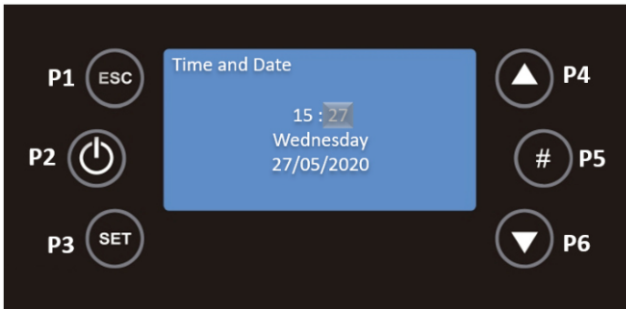 P1 ESC
P2
P3 SET
Time and Date
15 : 27
Wednesday
27/05/2020
P4
# P5
P6